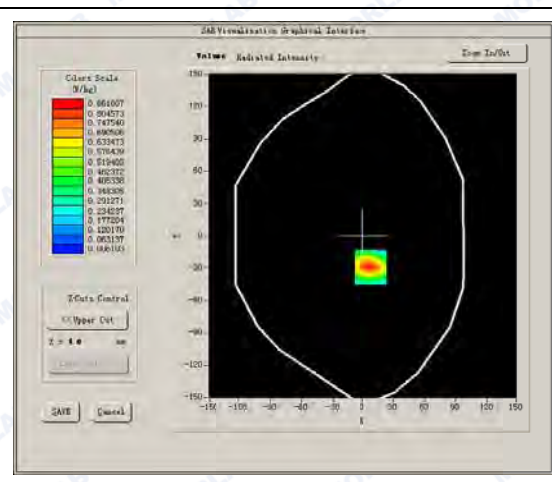 SAR Visualisation Graphical Interface
Volume Radiated Intensity
Zoom In/Out
Colors Scale
(W/kg)
0.861607
0.804573
0.747540
0.690506
0.633473
0.576439
0.519405
0.462372
0.405338
0.348305
0.291271
0.234237
0.177204
0.120170
0.063137
0.006103
Z-Cuts Control
<< Upper Cut
Z = 4.0 mm
SAVE
Cancel
150-
120-
90-
60-
30-
Y 0-
-30-
-60-
-90-
-120-
-150-
-150 -100 -90 -60 -30 0 30 60 90 120 150
X